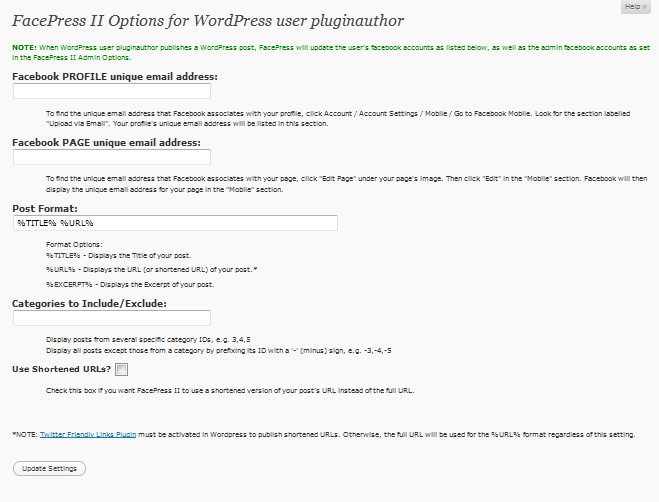 Help
FacePress II Options for WordPress user pluginauthor
NOTE: When WordPress user pluginauthor publishes a WordPress post, FacePress will update the user's facebook accounts as listed below, as well as the admin facebook accounts as set
in the FacePress II Admin Options.
Facebook PROFILE unique email address:
To find the unique email address that Facebook associates with your profile, click Account / Account Settings / Mobile / Go to Facebook Mobile. Look for the section labelled
"Upload via Email". Your profile's unique email address will be listed in this section.
Facebook PAGE unique email address:
To find the unique email address that Facebook associates with your page, click "Edit Page" under your page's image. Then click "Edit" in the "Mobile" section. Facebook will then
display the unique email address for your page in the "Mobile" section.
Post Format:
%TITLE% %URL%
Format Options:
%TITLE% - Displays the Title of your post.
%URL% - Displays the URL (or shortened URL) of your post.*
%EXCERPT% - Displays the Excerpt of your post.
Categories to Include/Exclude:
Display posts from several specific category IDs, e.g. 3,4,5
Display all posts except those from a category by prefixing its ID with a '-' (minus) sign, e.g. -3,-4,-5
Use Shortened URLs?
Check this box if you want FacePress II to use a shortened version of your post's URL instead of the full URL.
*NOTE: Twitter Friendly Links Plugin must be activated in Wordpress to publish shortened URLs. Otherwise, the full URL will be used for the %URL% format regardless of this setting.
Update Settings